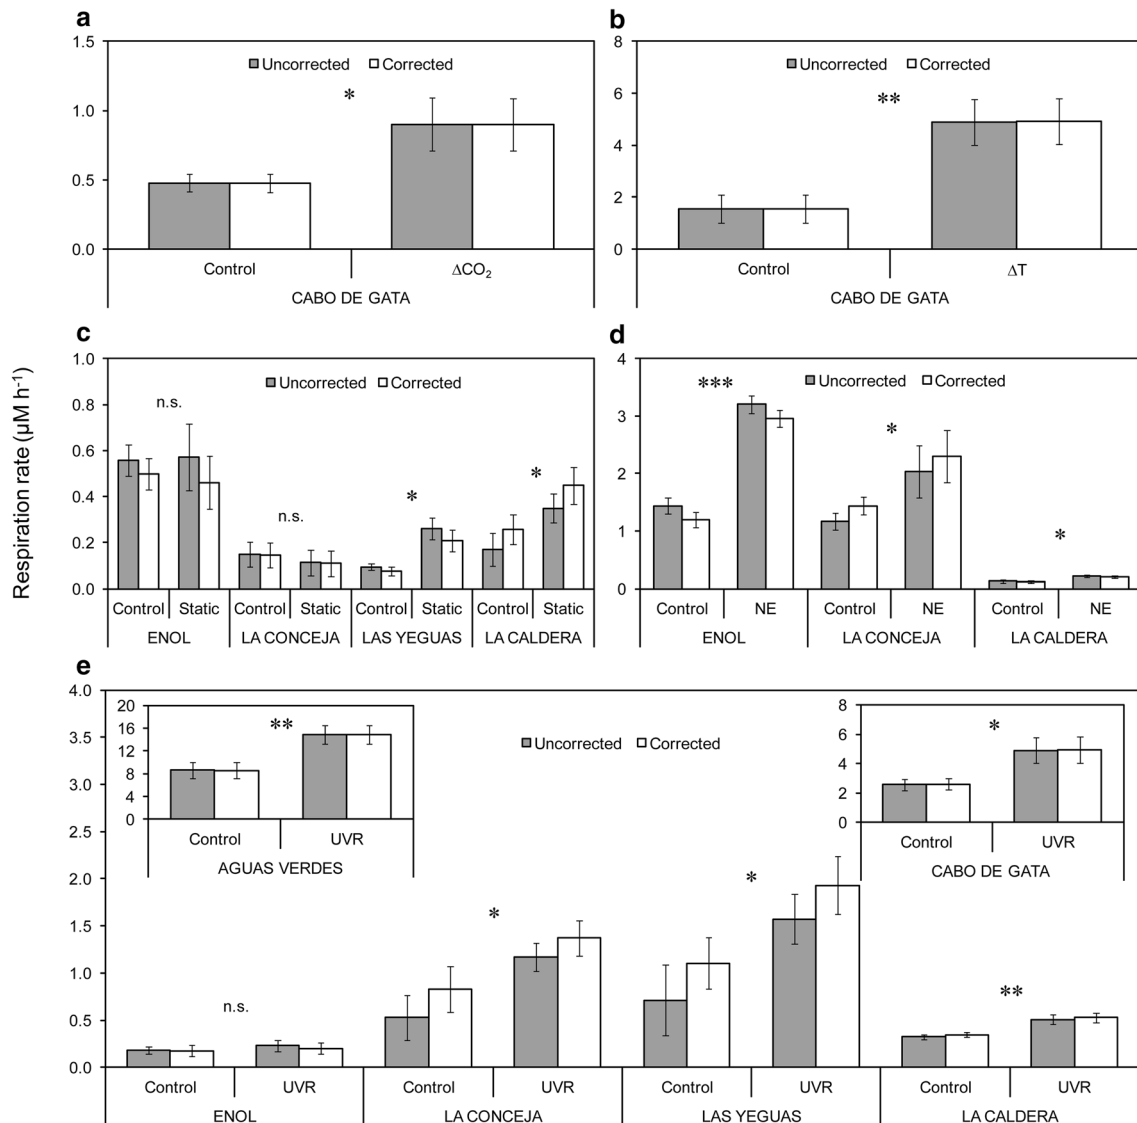 a
1.5
1.0
0.5
0.0
Uncorrected Corrected
*
Control ΔCO₂
CABO DE GATA
b
8
6
4
2
0
Uncorrected Corrected
**
Control ΔT
CABO DE GATA
Respiration rate (µM h⁻¹)
c
1.0
0.8
0.6
0.4
0.2
0.0
Uncorrected Corrected
n.s.
n.s.
*
*
Control Static Control Static Control Static Control Static
ENOL LA CONCEJA LAS YEGUAS LA CALDERA
d
4
3
2
1
0
Uncorrected Corrected
***
*
*
Control NE Control NE Control NE
ENOL LA CONCEJA LA CALDERA
e
4.0
3.5
3.0
2.5
2.0
1.5
1.0
0.5
0.0
Uncorrected Corrected
20
16
12
8
4
0
**
Control UVR
AGUAS VERDES
8
6
4
2
0
*
Control UVR
CABO DE GATA
n.s.
*
*
**
Control UVR Control UVR Control UVR Control UVR
ENOL LA CONCEJA LAS YEGUAS LA CALDERA